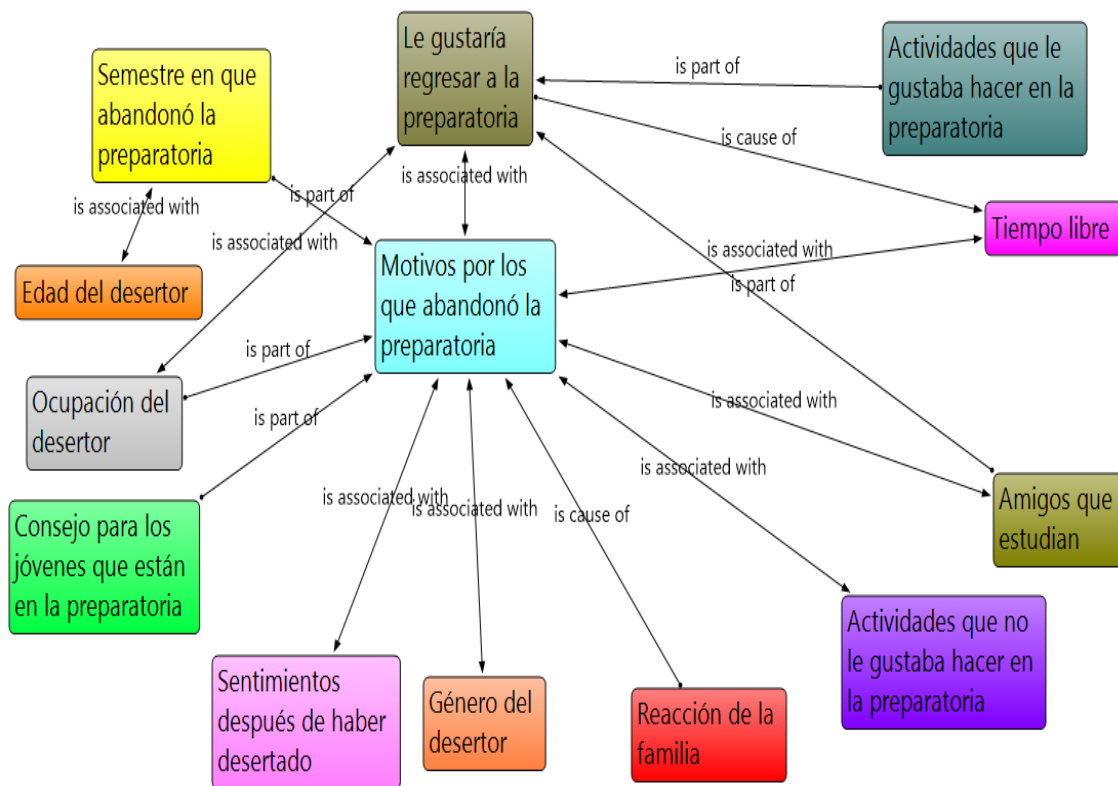 Semestre en que
abandonó la
preparatoria
Le gustaría
regresar a la
preparatoria
Actividades que le
gustaba hacer en la
preparatoria
is part of
is cause of
is associated with
is part of
is associated with
is associated with
Tiempo libre
is associated with
is part of
Edad del desertor
Motivos por los
que abandonó la
preparatoria
is part of
Ocupación del
desertor
is part of
is associated with
is associated with
Amigos que
estudian
is associated with
is associated with
is cause of
Consejo para los
jóvenes que están
en la preparatoria
Actividades que no
le gustaba hacer en
la preparatoria
Sentimientos
después de haber
desertado
Género del
desertor
Reacción de la
familia